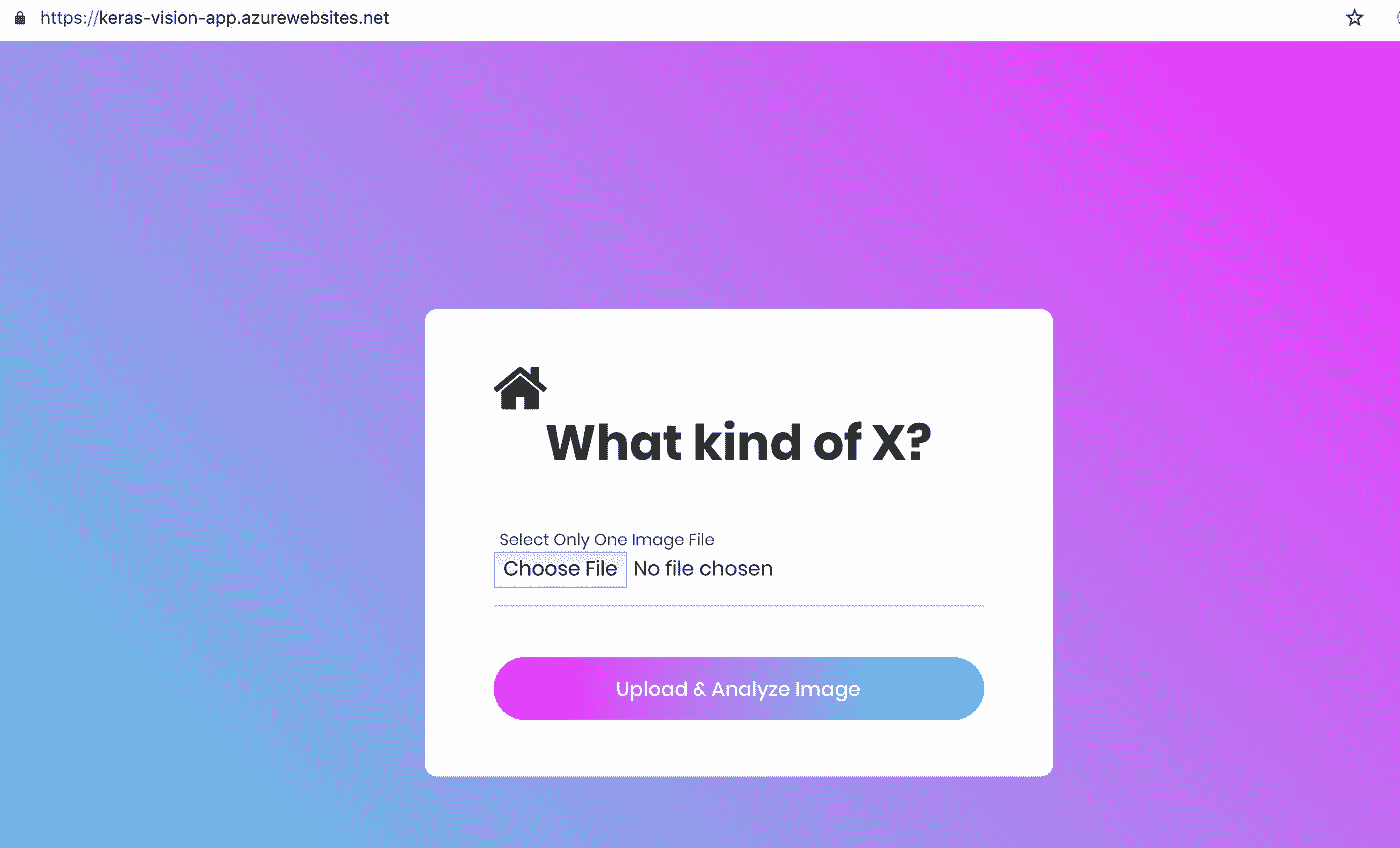 https://keras-vision-app.azurewebsites.net
What kind of X?
Select Only One Image File
Choose File No file chosen
Upload & Analyze Image